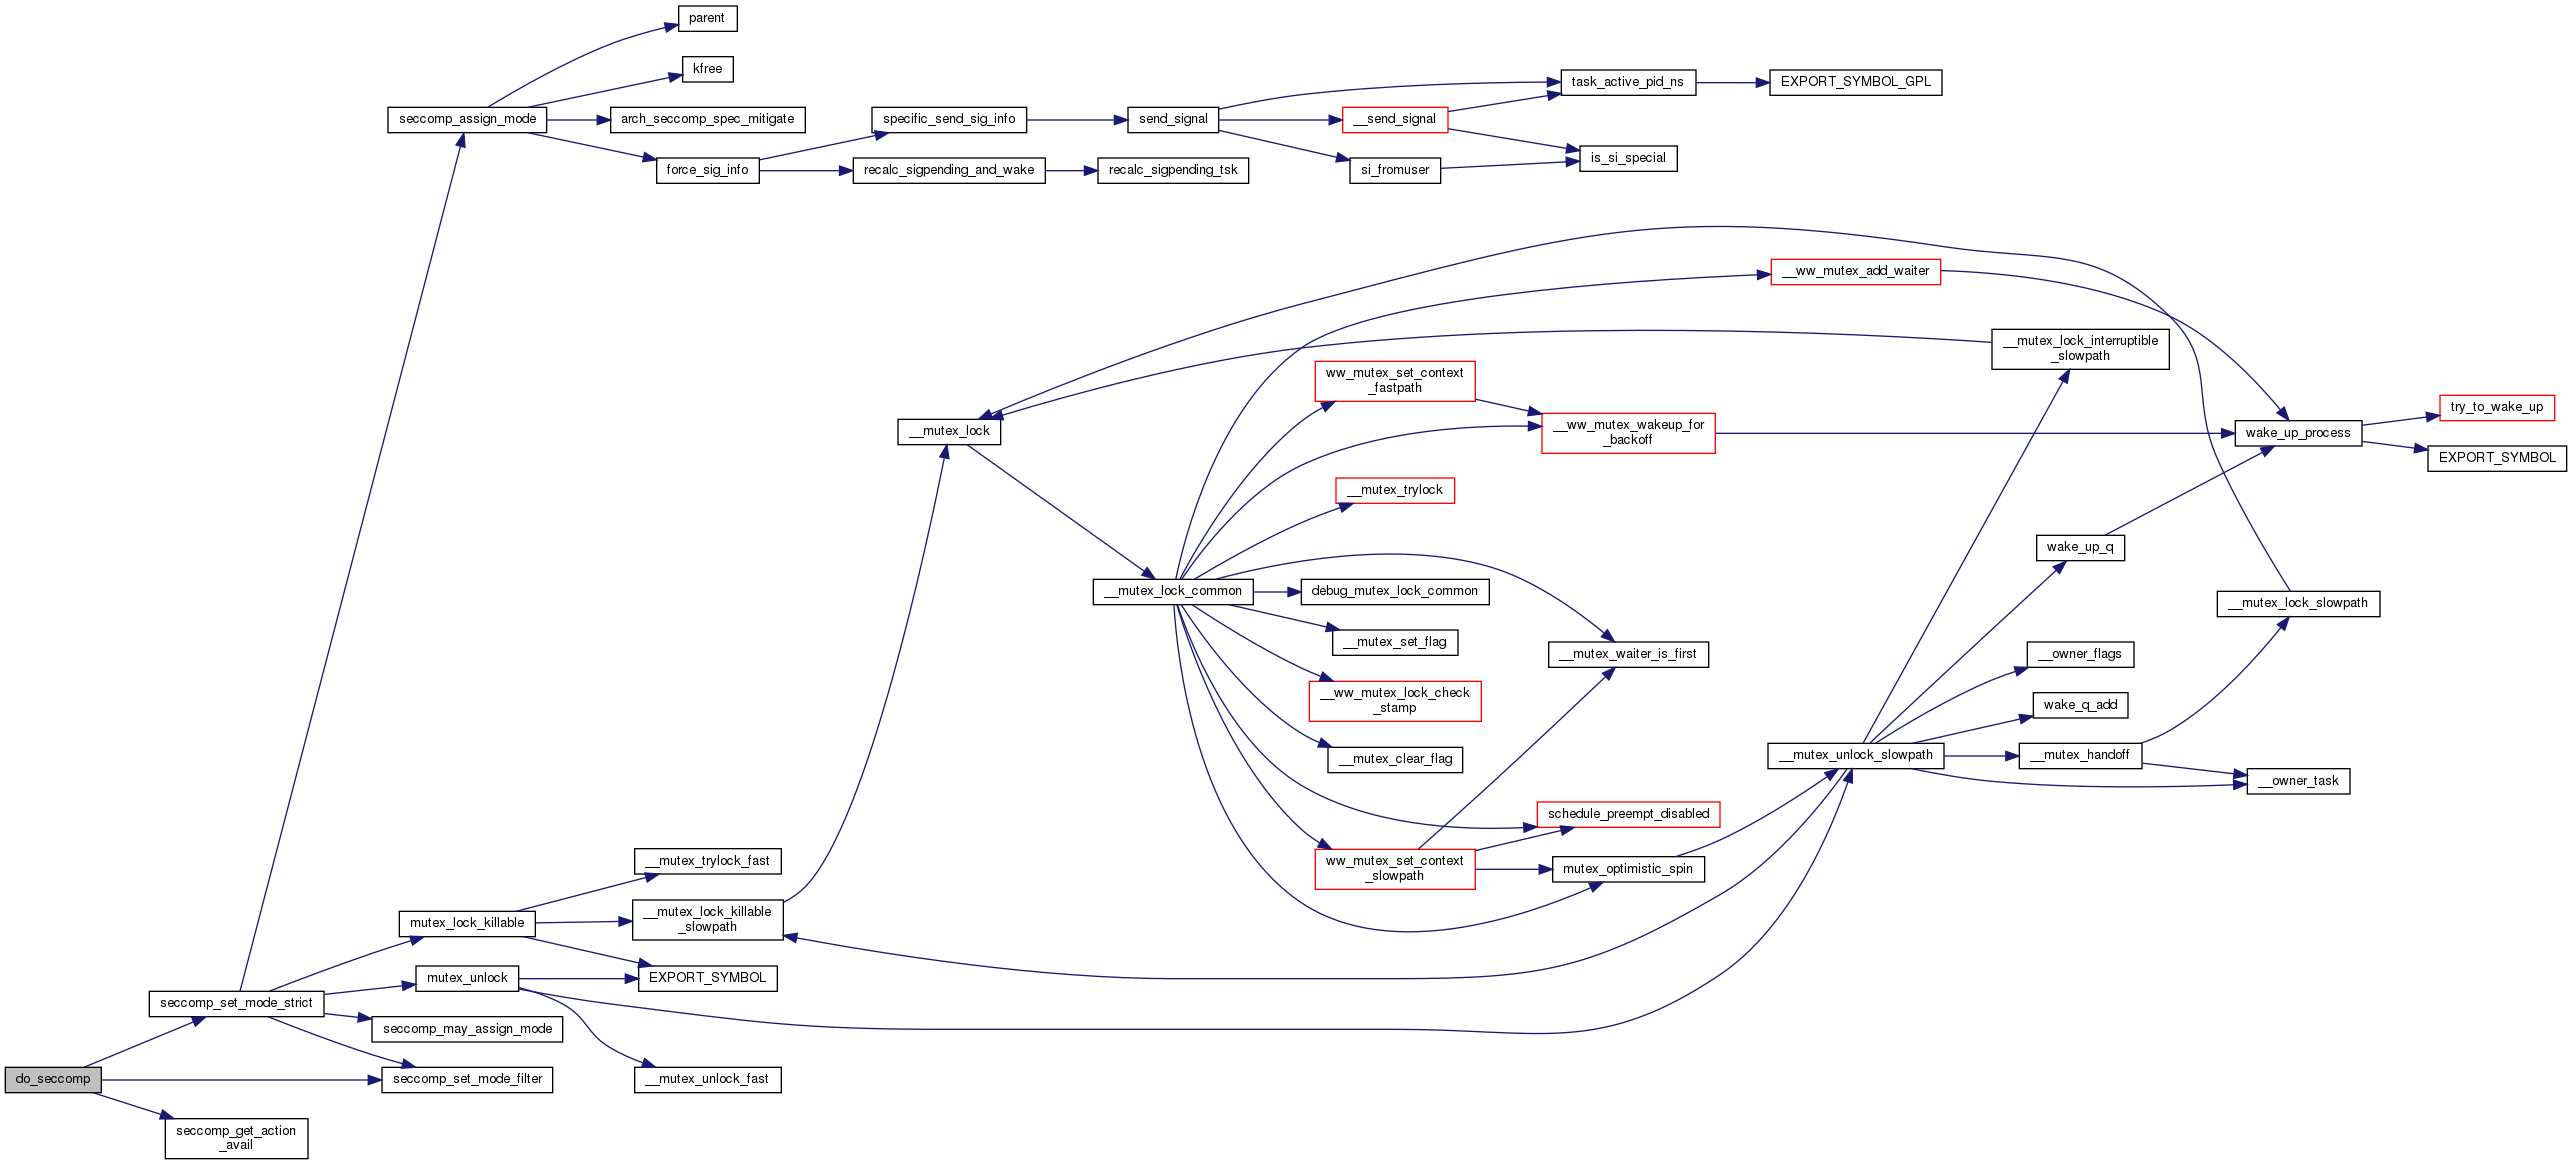 parent
kfree
seccomp_assign_mode
arch_seccomp_spec_mitigate
force_sig_info
specific_send_sig_info
recalc_sigpending_and_wake
send_signal
recalc_sigpending_tsk
__send_signal
si_fromuser
task_active_pid_ns
is_si_special
EXPORT_SYMBOL_GPL
__ww_mutex_add_waiter
__mutex_lock_interruptible
_slowpath
ww_mutex_set_context
_fastpath
__mutex_lock
__ww_mutex_wakeup_for
_backoff
wake_up_process
try_to_wake_up
EXPORT_SYMBOL
__mutex_trylock
wake_up_q
__mutex_lock_common
debug_mutex_lock_common
__mutex_lock_slowpath
__mutex_set_flag
__mutex_waiter_is_first
__owner_flags
__ww_mutex_lock_check
_stamp
wake_q_add
__mutex_clear_flag
__mutex_unlock_slowpath
__mutex_handoff
__owner_task
schedule_preempt_disabled
ww_mutex_set_context
_slowpath
mutex_optimistic_spin
__mutex_trylock_fast
mutex_lock_killable
__mutex_lock_killable
_slowpath
mutex_unlock
EXPORT_SYMBOL
seccomp_set_mode_strict
seccomp_may_assign_mode
do_seccomp
seccomp_set_mode_filter
__mutex_unlock_fast
seccomp_get_action
_avail